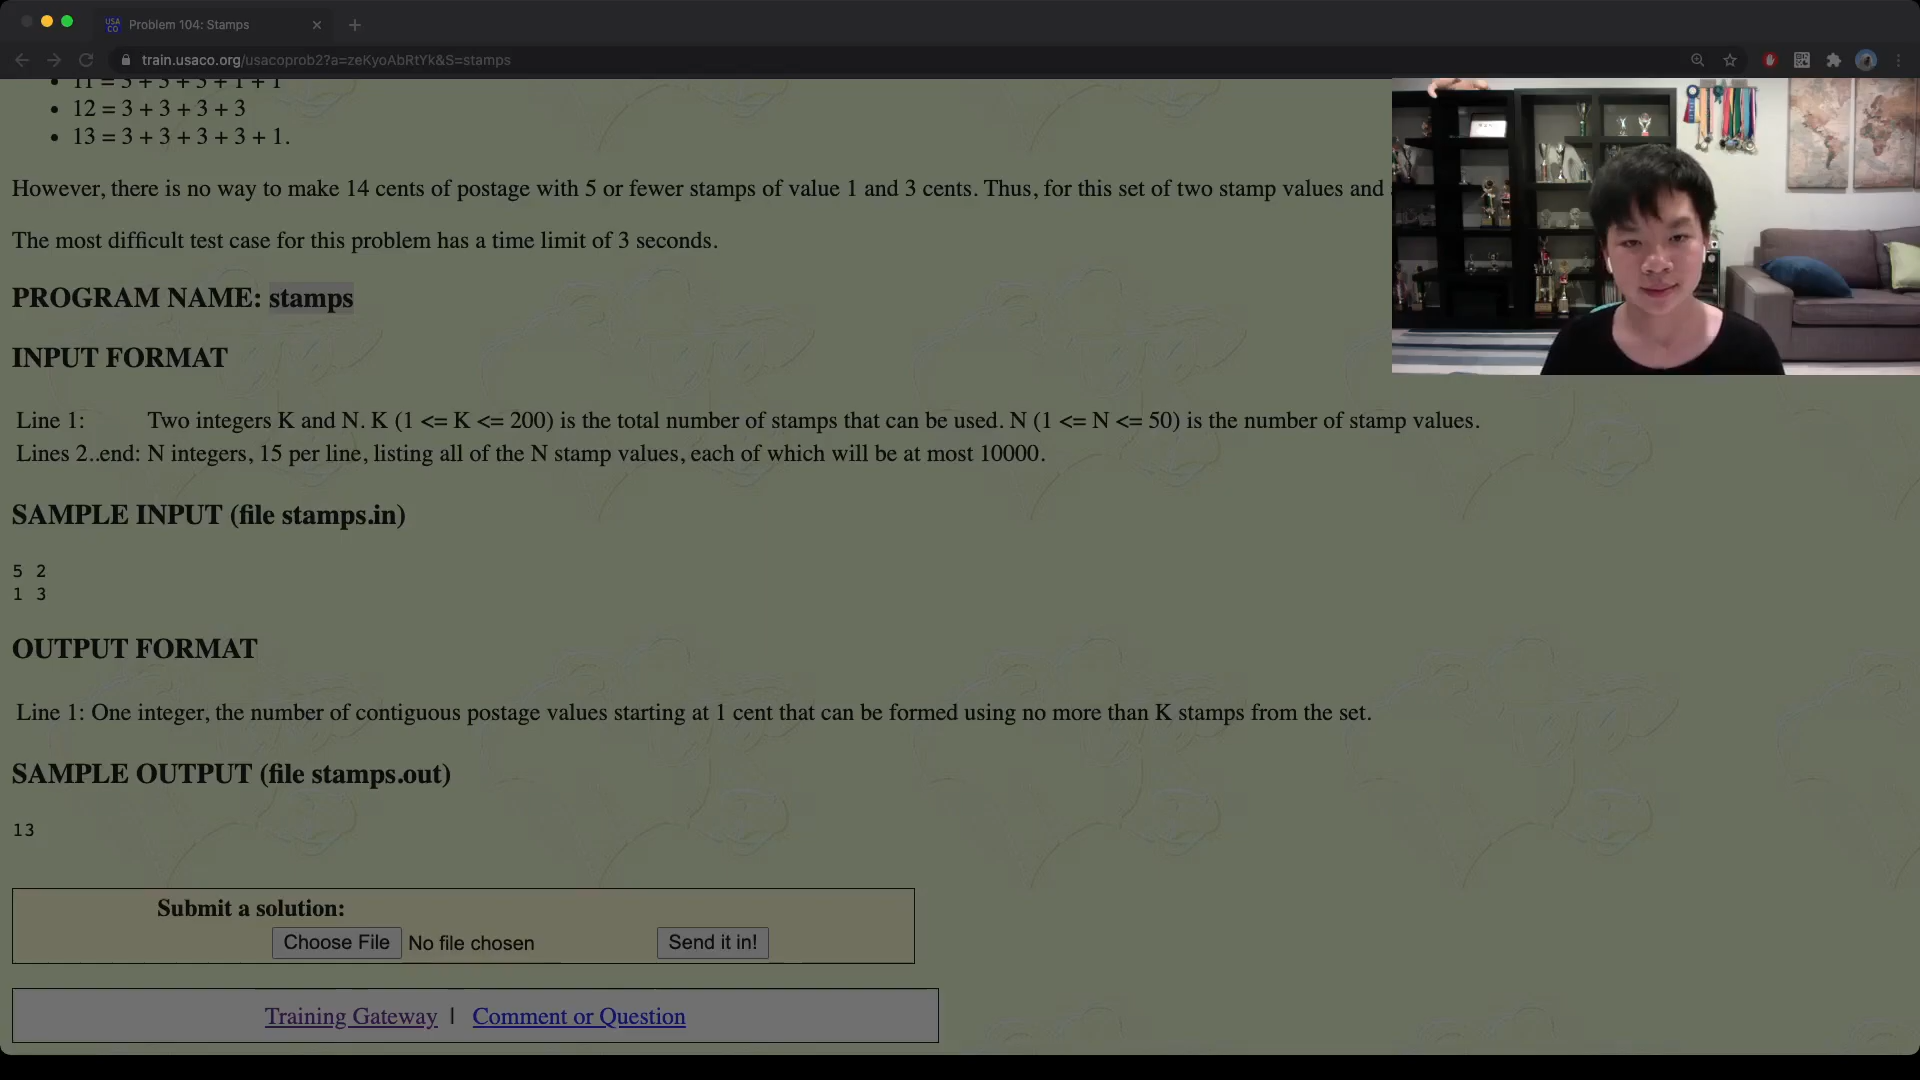 Problem 104: Stamps
train.usaco.org/usacoprob2?a=zeKyoAbRtYk&S=stamps
11 = 3 + 3 + 3 + 1 + 1
12 = 3 + 3 + 3 + 3
13 = 3 + 3 + 3 + 3 + 1.
However, there is no way to make 14 cents of postage with 5 or fewer stamps of value 1 and 3 cents. Thus, for this set of two stamp values and
The most difficult test case for this problem has a time limit of 3 seconds.
PROGRAM NAME: stamps
INPUT FORMAT
Line 1: Two integers K and N. K (1 <= K <= 200) is the total number of stamps that can be used. N (1 <= N <= 50) is the number of stamp values.
Lines 2..end: N integers, 15 per line, listing all of the N stamp values, each of which will be at most 10000.
SAMPLE INPUT (file stamps.in)
5 2
1 3
OUTPUT FORMAT
Line 1: One integer, the number of contiguous postage values starting at 1 cent that can be formed using no more than K stamps from the set.
SAMPLE OUTPUT (file stamps.out)
13
Submit a solution:
Choose File No file chosen Send it in!
Training Gateway | Comment or Question